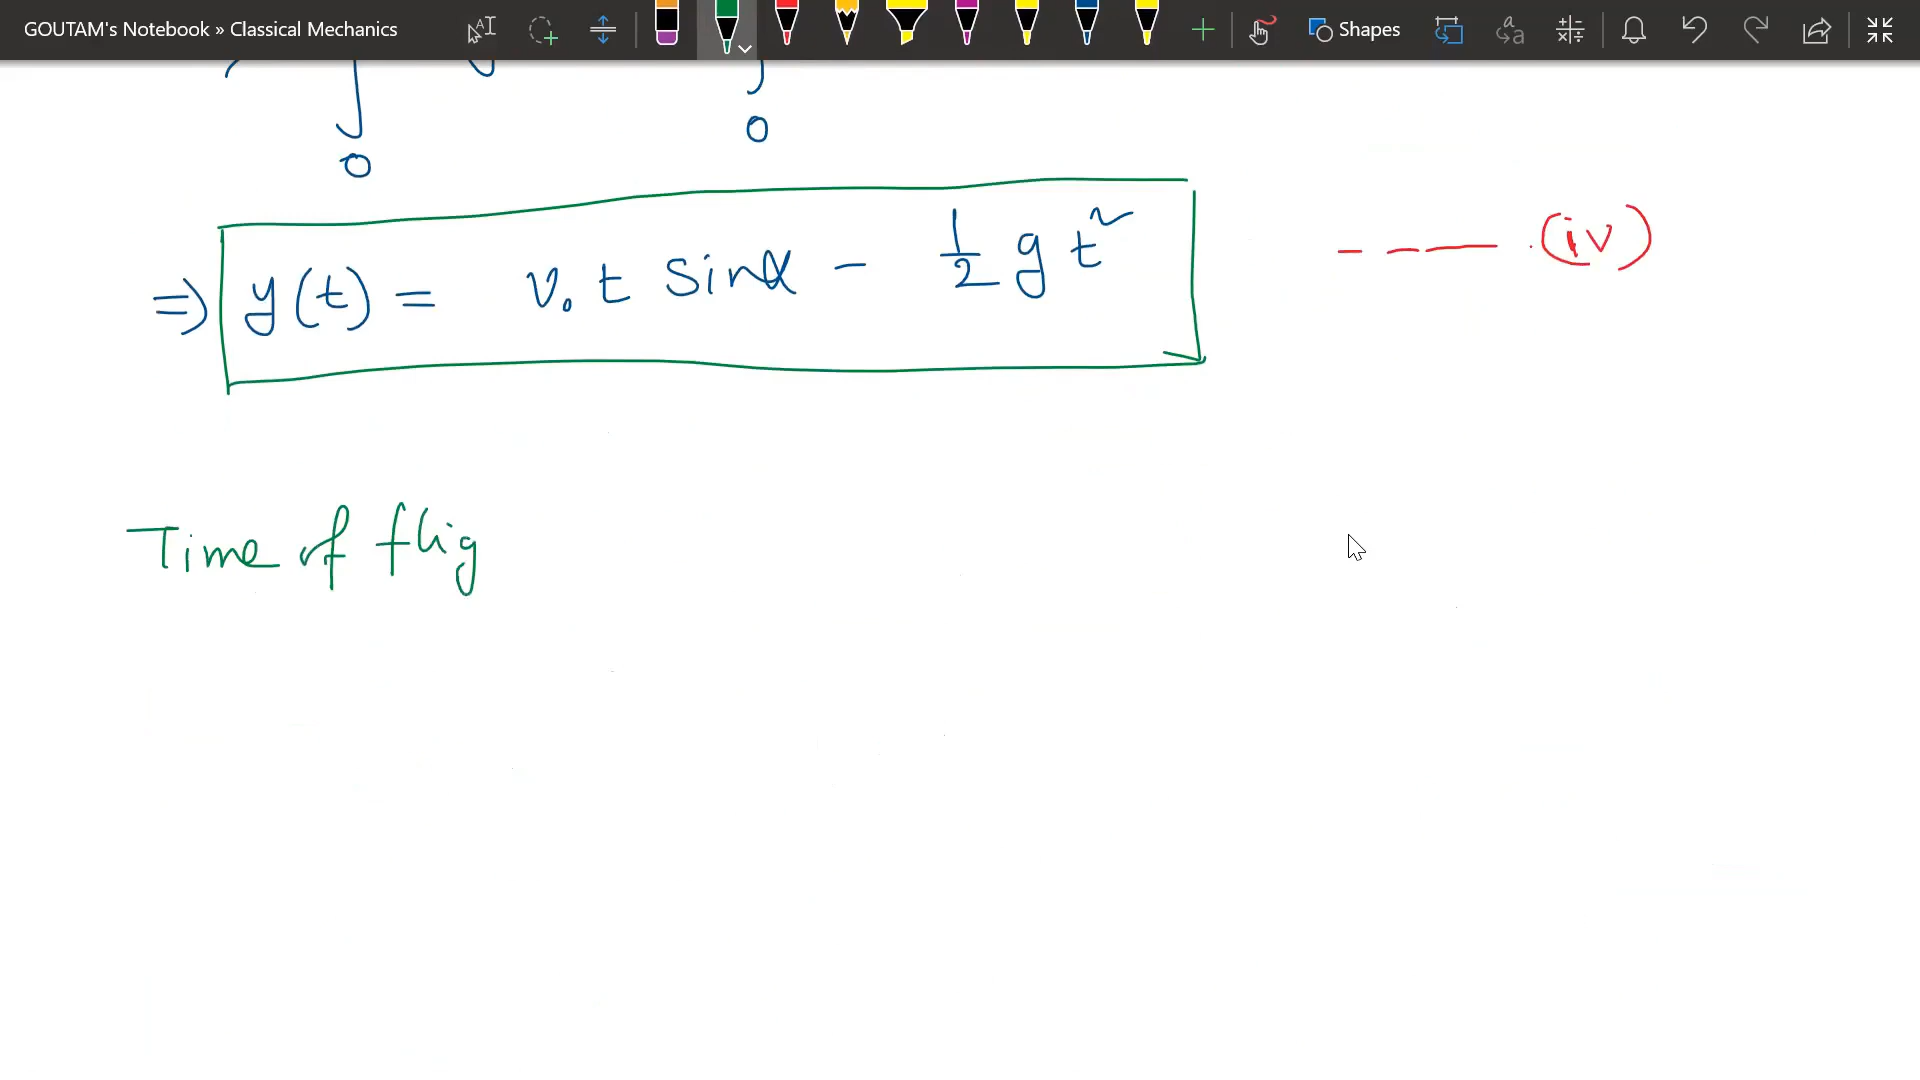 GOUTAM's Notebook » Classical Mechanics
Shapes
0
0
⇒ y(t) = v₀ t Sinα - 1/2 g t² - - — . (iv)
Time of flig